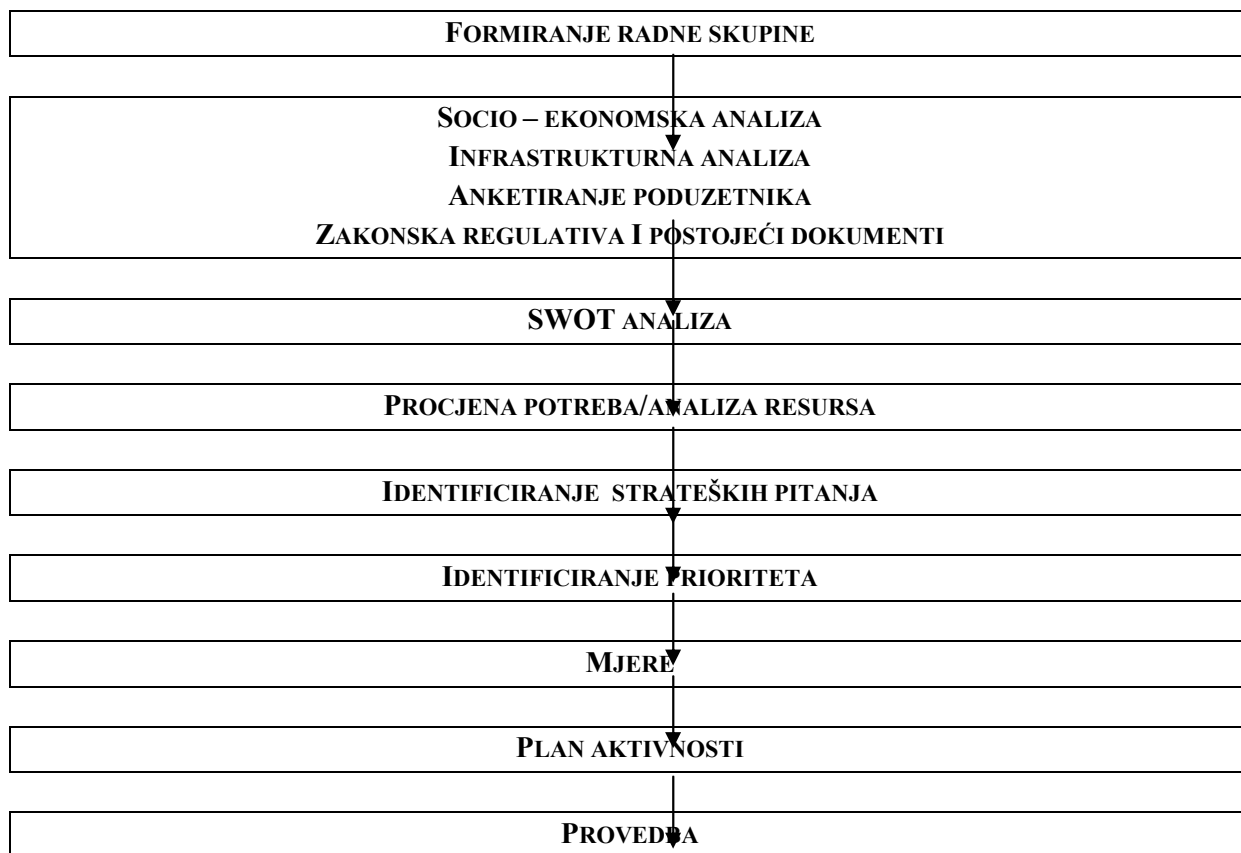 FORMIRANJE RADNE SKUPINE
SOCIO – EKONOMSKA ANALIZA
INFRASTRUKTURNA ANALIZA
ANKETIRANJE PODUZETNIKA
ZAKONSKA REGULATIVA I POSTOJEĆI DOKUMENTI
SWOT ANALIZA
PROCJENA POTREBA/ANALIZA RESURSA
IDENTIFICIRANJE STRATEŠKIH PITANJA
IDENTIFICIRANJE PRIORITETA
MJERE
PLAN AKTIVNOSTI
PROVEDBA